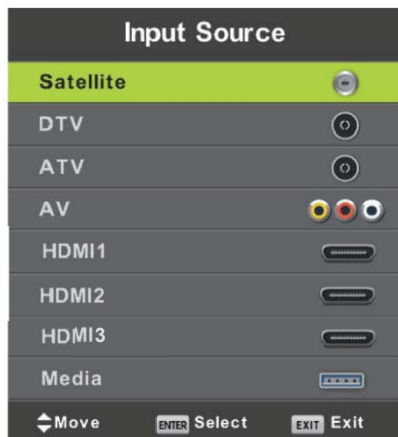 Input Source
Satellite
DTV
ATV
AV
HDMI1
HDMI2
HDMI3
Media
Move ENTER Select EXIT Exit